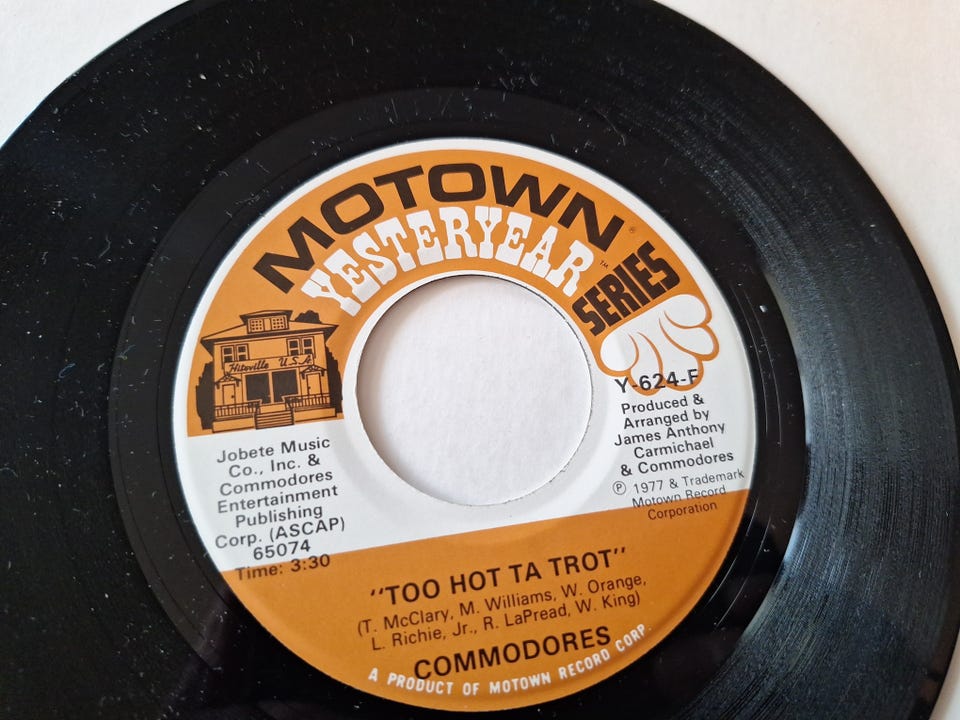 MOTOWN®
YESTERYEAR™
SERIES
Hitsville U.S.A.
Y-624-F
Produced &
Arranged by
James Anthony
Carmichael
& Commodores
℗ 1977 & Trademark
Motown Record
Corporation
Jobete Music
Co., Inc. &
Commodores
Entertainment
Publishing
Corp. (ASCAP)
65074
Time: 3:30
"TOO HOT TA TROT"
(T. McClary, M. Williams, W. Orange,
L. Richie, Jr., R. LaPread, W. King)
COMMODORES
A PRODUCT OF MOTOWN RECORD CORP.